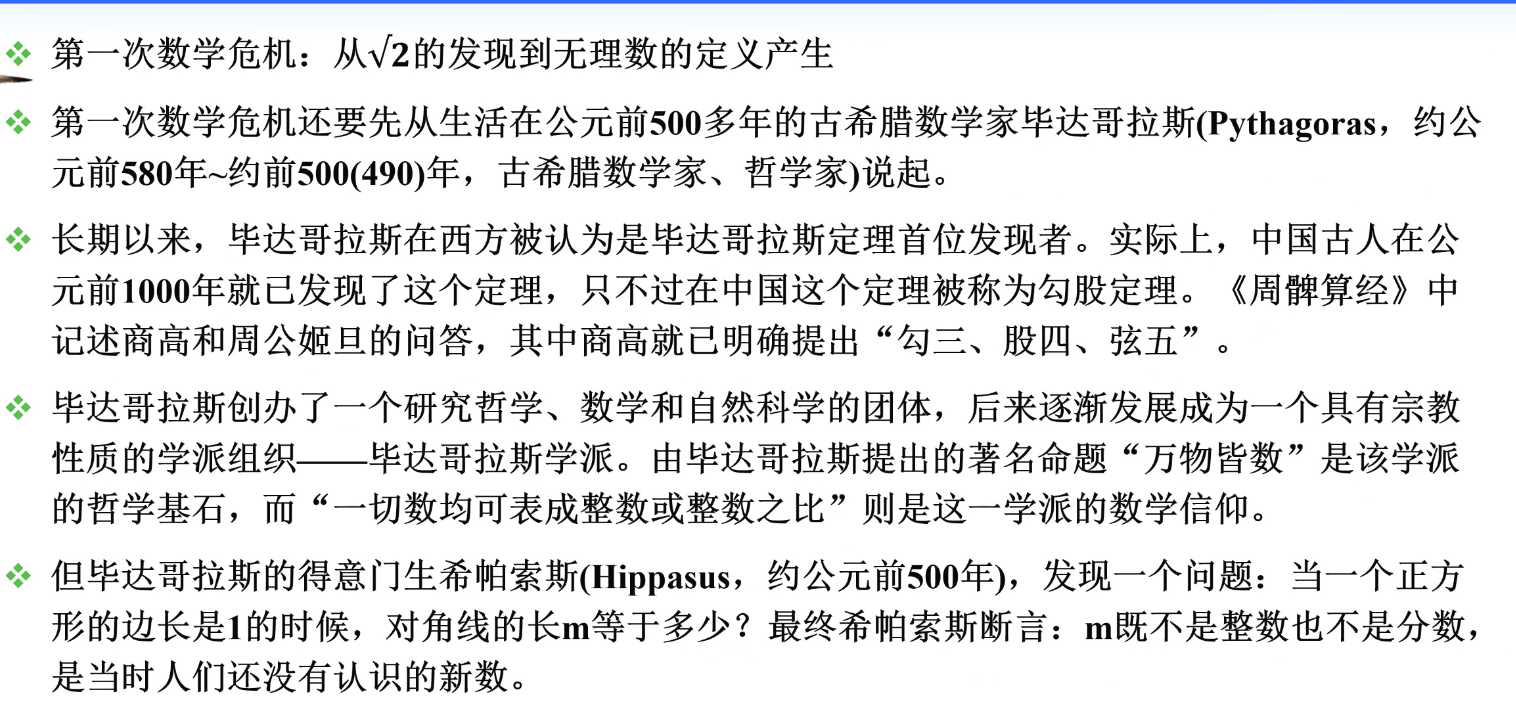 第一次数学危机：从√2的发现到无理数的定义产生
第一次数学危机还要先从生活在公元前500多年的古希腊数学家毕达哥拉斯(Pythagoras，约公
元前580年~约前500(490)年，古希腊数学家、哲学家)说起。
长期以来，毕达哥拉斯在西方被认为是毕达哥拉斯定理首位发现者。实际上，中国古人在公
元前1000年就已发现了这个定理，只不过在中国这个定理被称为勾股定理。《周髀算经》中
记述商高和周公姬旦的问答，其中商高就已明确提出“勾三、股四、弦五”。
毕达哥拉斯创办了一个研究哲学、数学和自然科学的团体，后来逐渐发展成为一个具有宗教
性质的学派组织——毕达哥拉斯学派。由毕达哥拉斯提出的著名命题“万物皆数”是该学派
的哲学基石，而“一切数均可表成整数或整数之比”则是这一学派的数学信仰。
但毕达哥拉斯的得意门生希帕索斯(Hippasus，约公元前500年)，发现一个问题：当一个正方
形的边长是1的时候，对角线的长m等于多少？最终希帕索斯断言：m既不是整数也不是分数，
是当时人们还没有认识的新数。